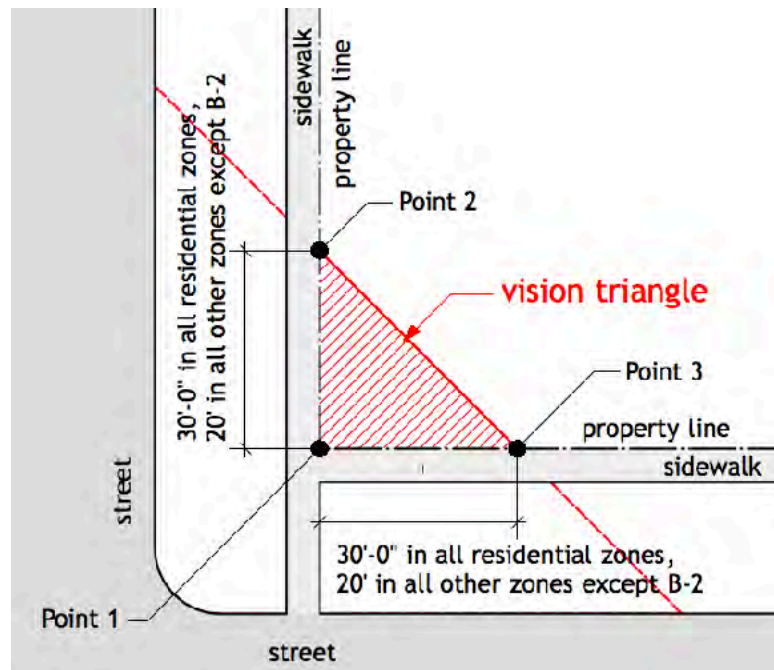 sidewalk
property line
30'-0" in all residential zones,
20' in all other zones except B-2
Point 2
vision triangle
Point 3
property line
sidewalk
street
30'-0" in all residential zones,
20' in all other zones except B-2
Point 1
street